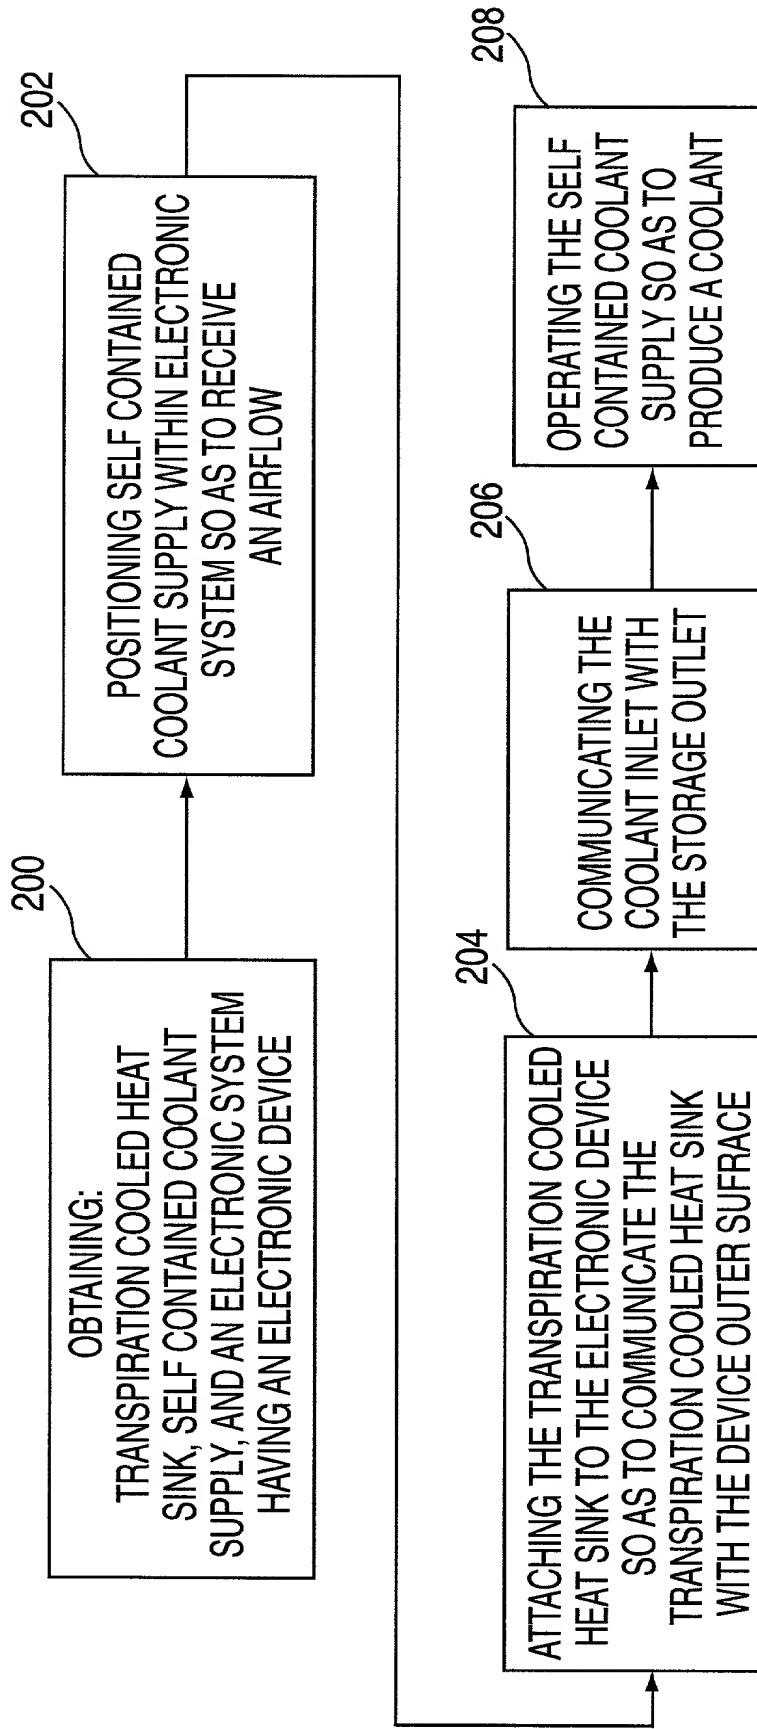 200
OBTAINING:
TRANSPIRATION COOLED HEAT
SINK, SELF CONTAINED COOLANT
SUPPLY, AND AN ELECTRONIC SYSTEM
HAVING AN ELECTRONIC DEVICE
202
POSITIONING SELF CONTAINED
COOLANT SUPPLY WITHIN ELECTRONIC
SYSTEM SO AS TO RECEIVE
AN AIRFLOW
204
ATTACHING THE TRANSPIRATION COOLED
HEAT SINK TO THE ELECTRONIC DEVICE
SO AS TO COMMUNICATE THE
TRANSPIRATION COOLED HEAT SINK
WITH THE DEVICE OUTER SUFRACE
206
COMMUNICATING THE
COOLANT INLET WITH
THE STORAGE OUTLET
208
OPERATING THE SELF
CONTAINED COOLANT
SUPPLY SO AS TO
PRODUCE A COOLANT